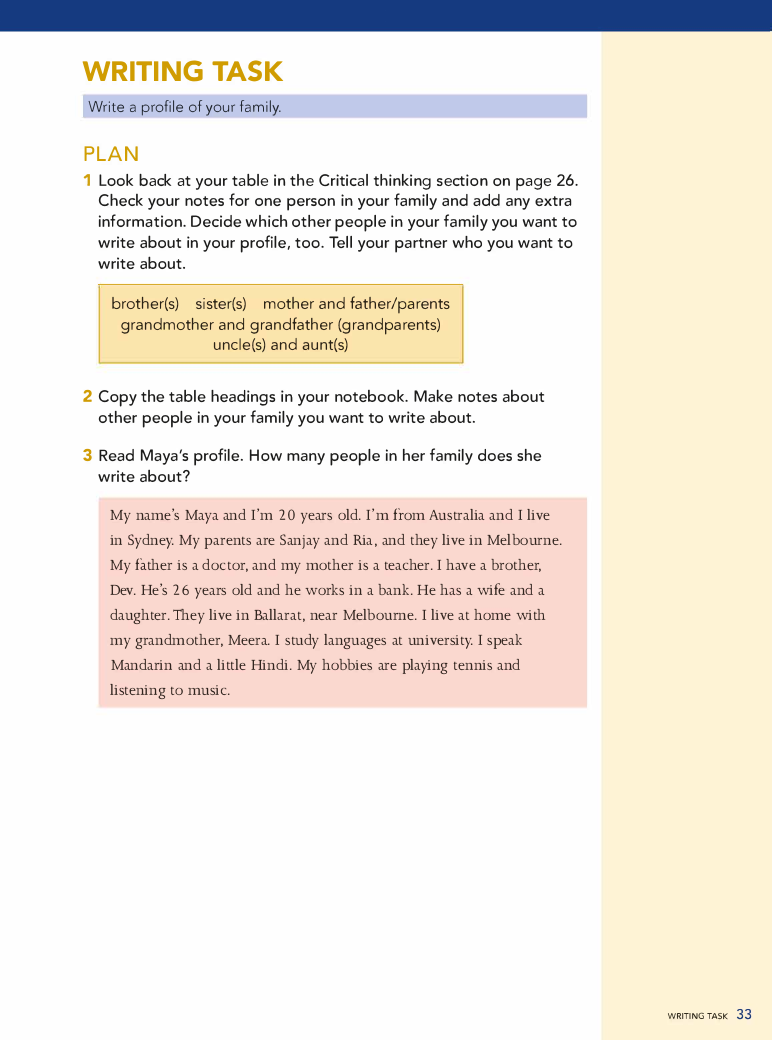 WRITING TASK
Write a profile of your family.
PLAN
1 Look back at your table in the Critical thinking section on page 26.
Check your notes for one person in your family and add any extra
information. Decide which other people in your family you want to
write about in your profile, too. Tell your partner who you want to
write about.
brother(s) sister(s) mother and father/parents
grandmother and grandfather (grandparents)
uncle(s) and aunt(s)
2 Copy the table headings in your notebook. Make notes about
other people in your family you want to write about.
3 Read Maya’s profile. How many people in her family does she
write about?
My name’s Maya and I’m 20 years old. I’m from Australia and I live
in Sydney. My parents are Sanjay and Ria, and they live in Melbourne.
My father is a doctor, and my mother is a teacher. I have a brother,
Dev. He’s 26 years old and he works in a bank. He has a wife and a
daughter. They live in Ballarat, near Melbourne. I live at home with
my grandmother, Meera. I study languages at university. I speak
Mandarin and a little Hindi. My hobbies are playing tennis and
listening to music.
WRITING TASK 33